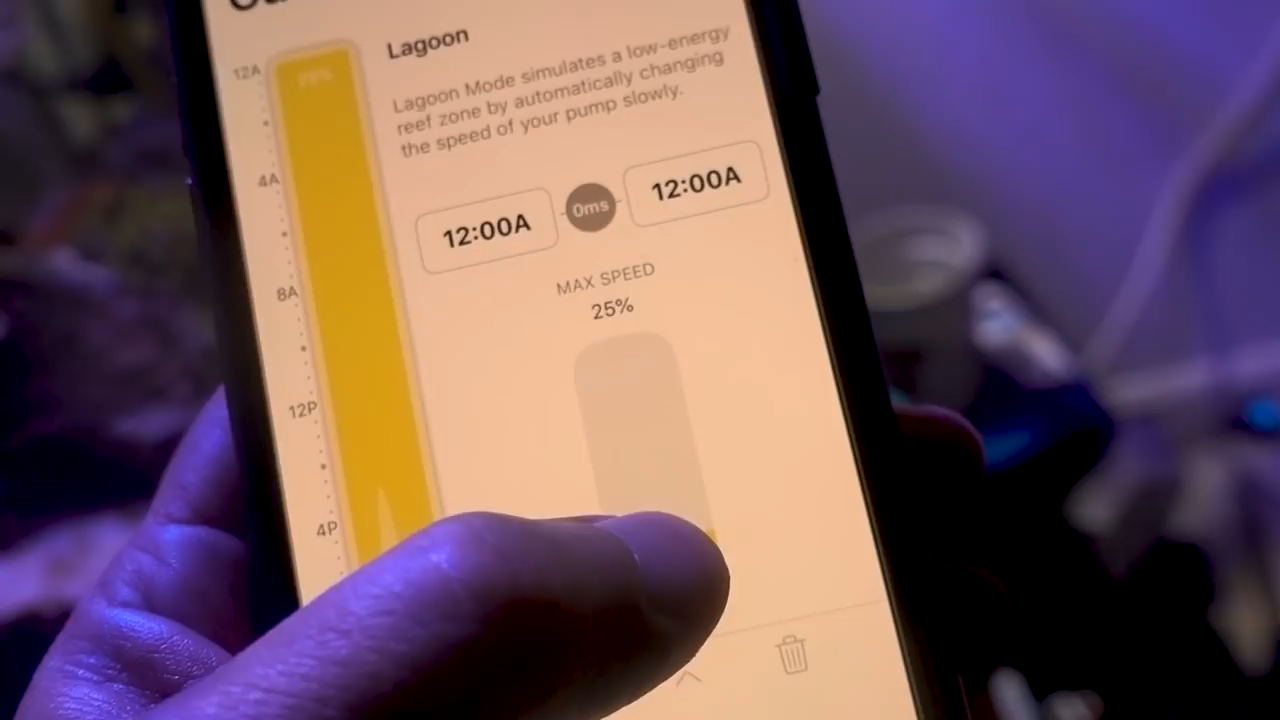 Lagoon
Lagoon Mode simulates a low-energy
reef zone by automatically changing
the speed of your pump slowly.
12:00A
0ms
12:00A
MAX SPEED
25%
12A
25%
4A
8A
12P
4P